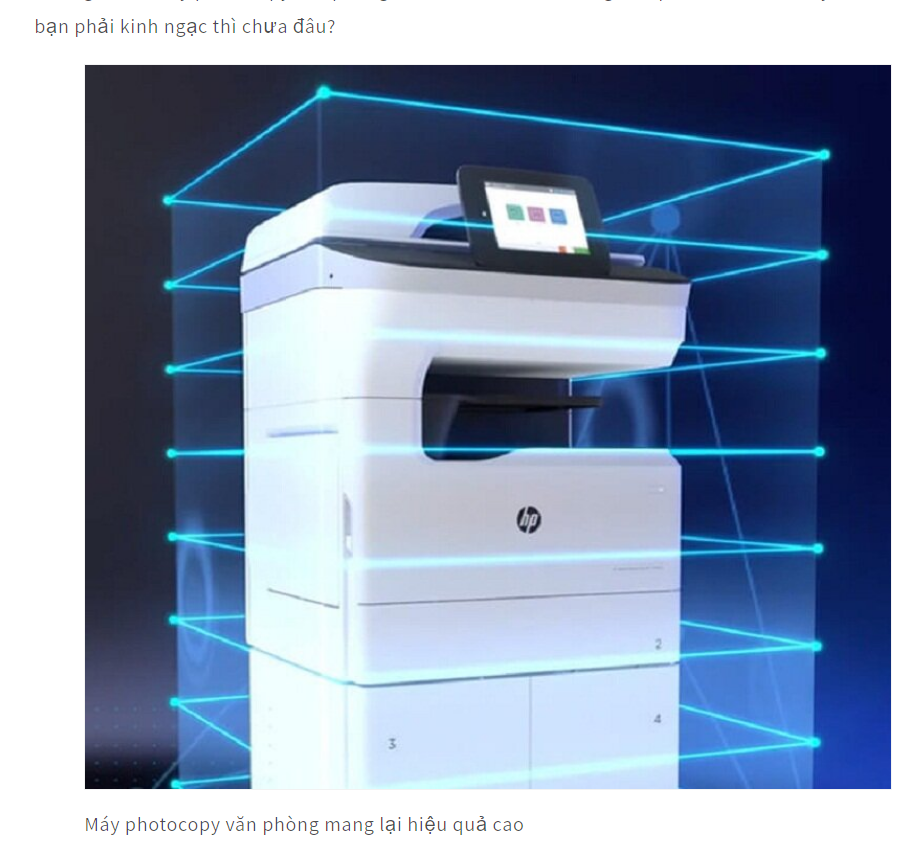 bạn phải kinh ngạc thì chưa đâu?
hp
2
4
3
Máy photocopy văn phòng mang lại hiệu quả cao